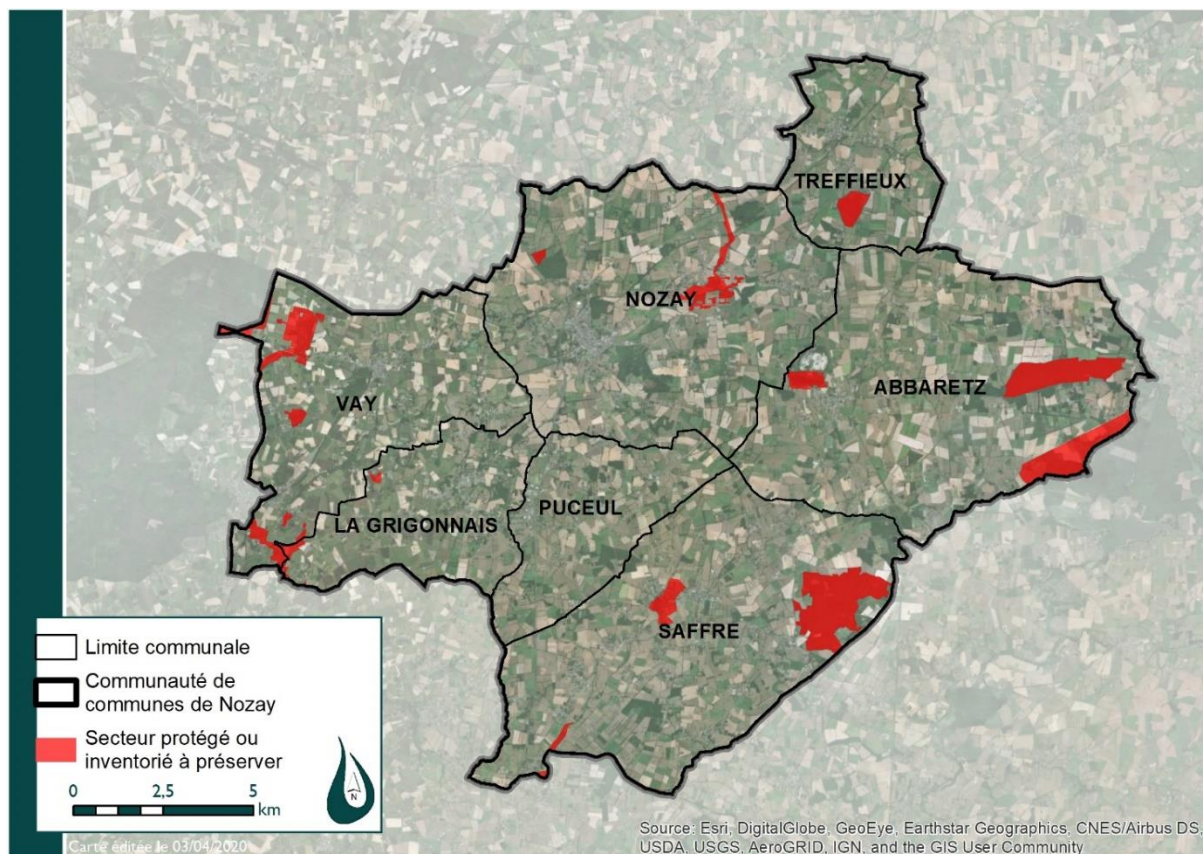 TREFFIEUX
NOZAY
ABBARETZ
VAY
PUCEUL
LA GRIGONNAIS
SAFFRE
Limite communale
Communauté de
communes de Nozay
Secteur protégé ou
inventorié à préserver
0 2,5 5
km
N
Carte éditée le 03/04/2020
Source: Esri, DigitalGlobe, GeoEye, Earthstar Geographics, CNES/Airbus DS,
USDA, USGS, AeroGRID, IGN, and the GIS User Community